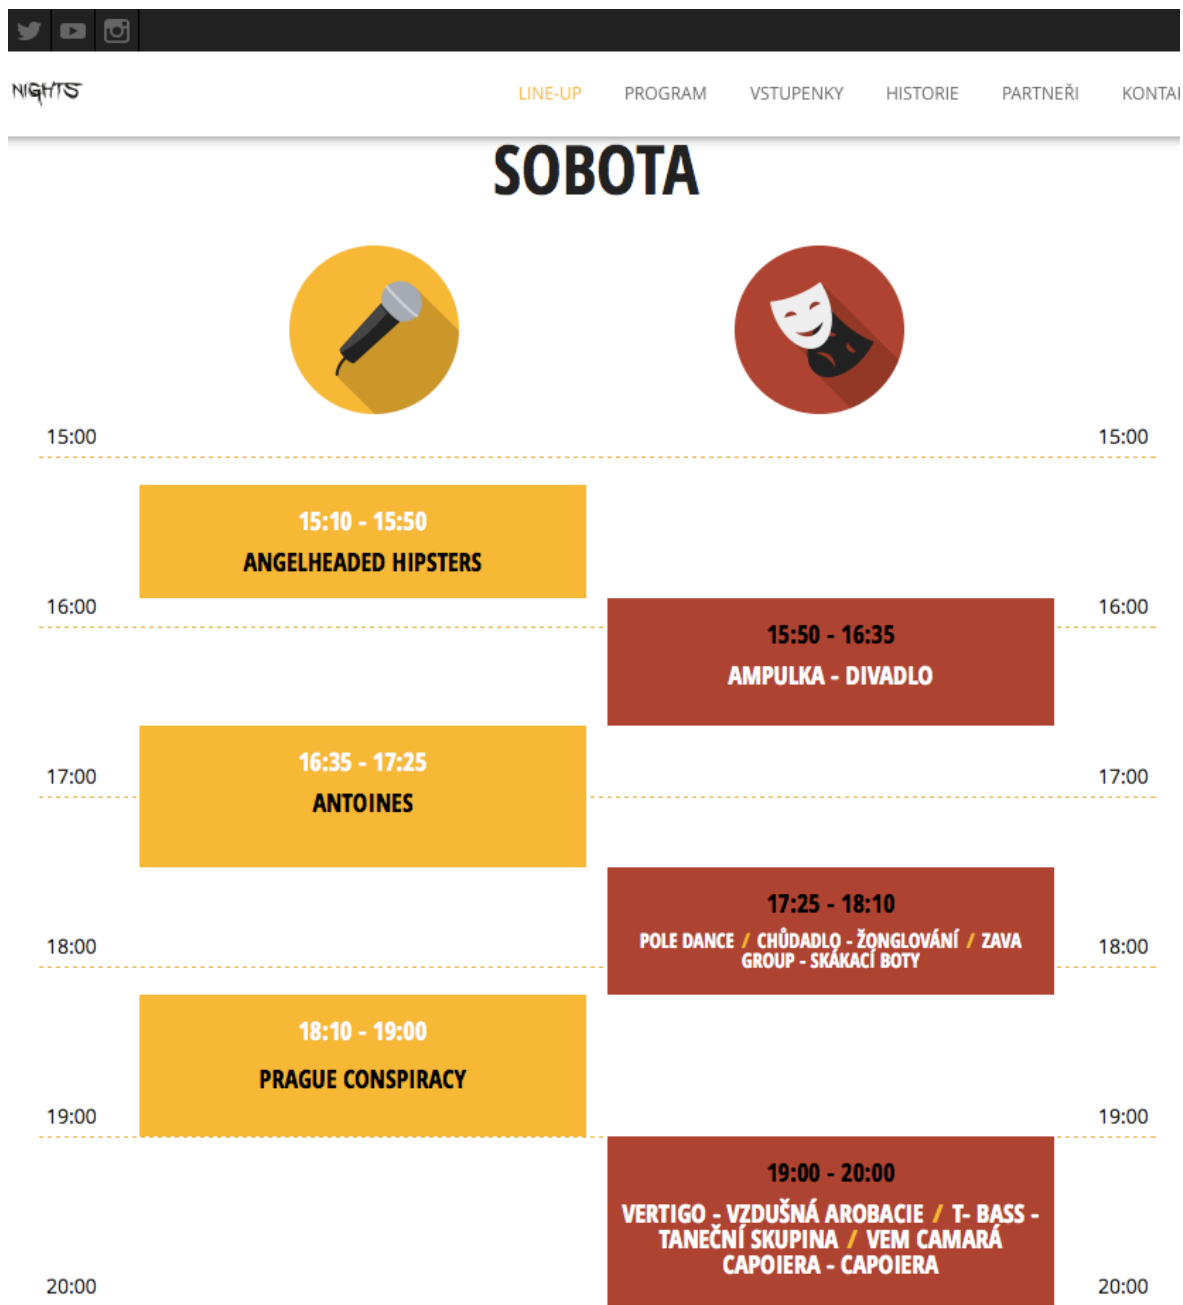 NIGHTS
LINE-UP PROGRAM VSTUPENKY HISTORIE PARTNEŘI
SOBOTA
15:00 15:00
15:10 - 15:50
ANGELHEADED HIPSTERS
16:00 16:00
15:50 - 16:35
AMPULKA - DIVADLO
16:35 - 17:25
ANTOINES
17:00 17:00
17:25 - 18:10
POLE DANCE / CHŮDADLO - ŽONGLOVÁNÍ / ZAVA
GROUP - SKÁKACÍ BOTY
18:00 18:00
18:10 - 19:00
PRAGUE CONSPIRACY
19:00 19:00
19:00 - 20:00
VERTIGO - VZDUŠNÁ AROBACIE / T- BASS -
TANEČNÍ SKUPINA / VEM CAMARÁ
CAPOIERA - CAPOIERA
20:00 20:00